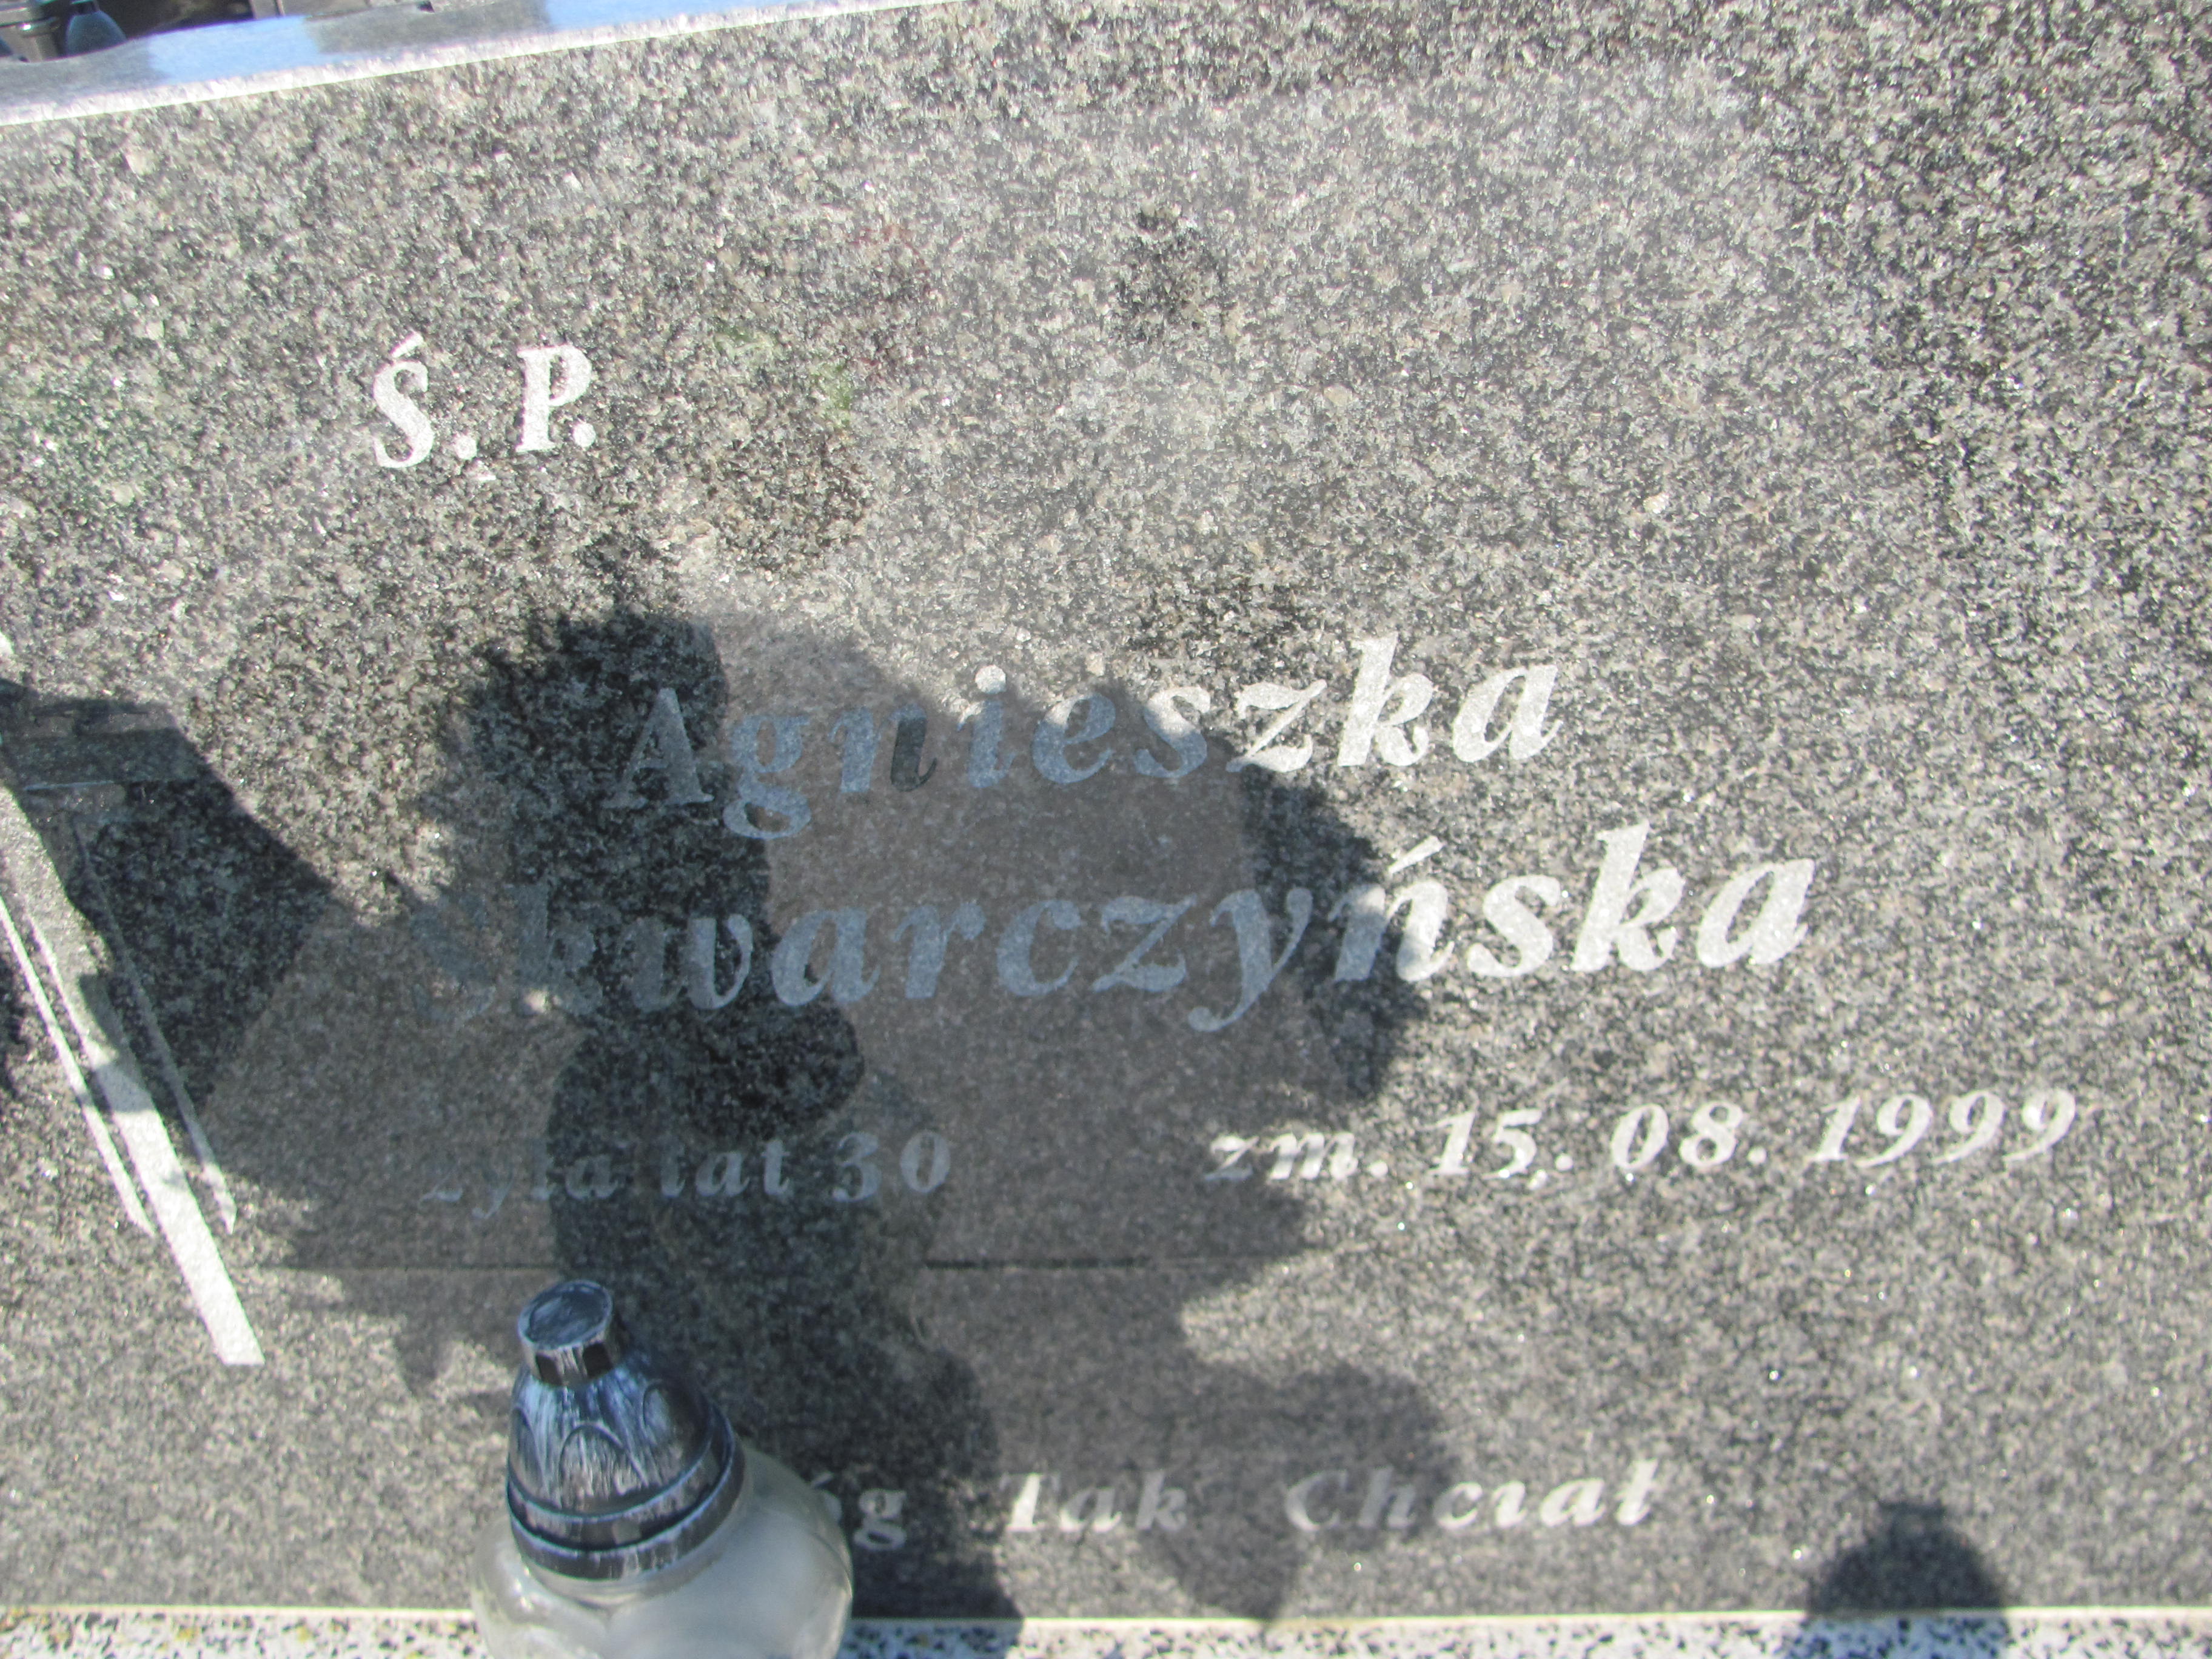 Ś. P.
Agnieszka
Skwarczyńska
żyła lat 30 zm. 15. 08. 1999
Tak Chciał